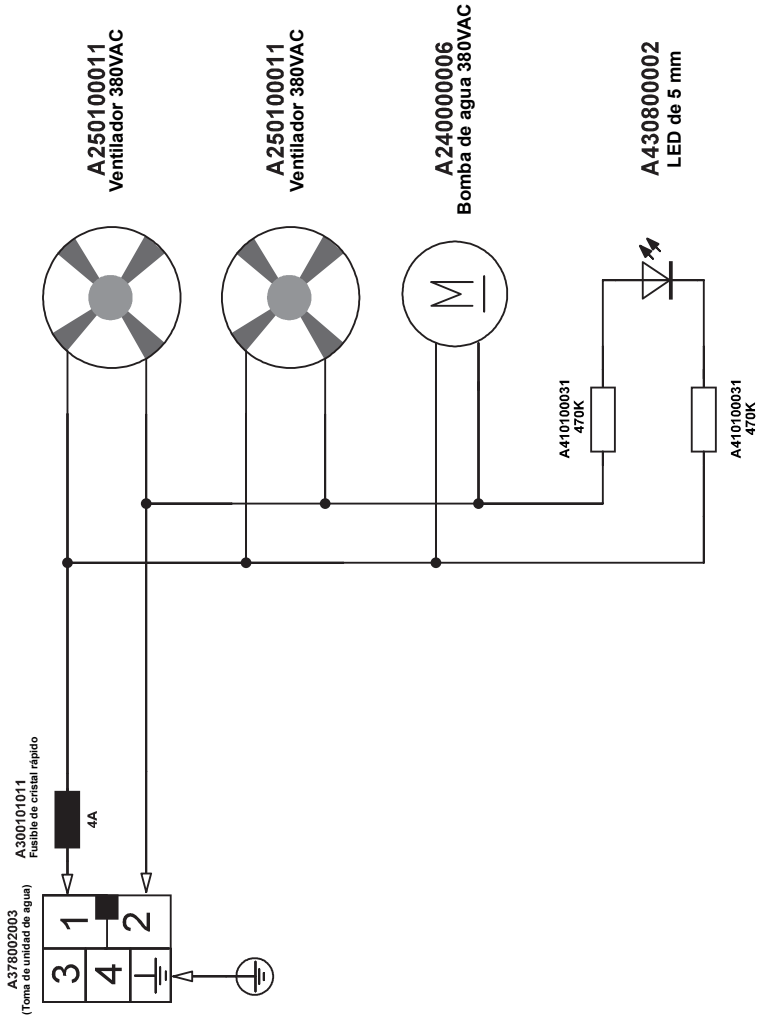 A250100011
Ventilador 380VAC
A250100011
Ventilador 380VAC
A240000006
Bomba de agua 380VAC
A430800002
LED de 5 mm
M
A410100031
470K
A410100031
470K
A300101011
Fusible de cristal rápido
4A
A378002003
(Toma de unidad de agua)
1
2
3
4